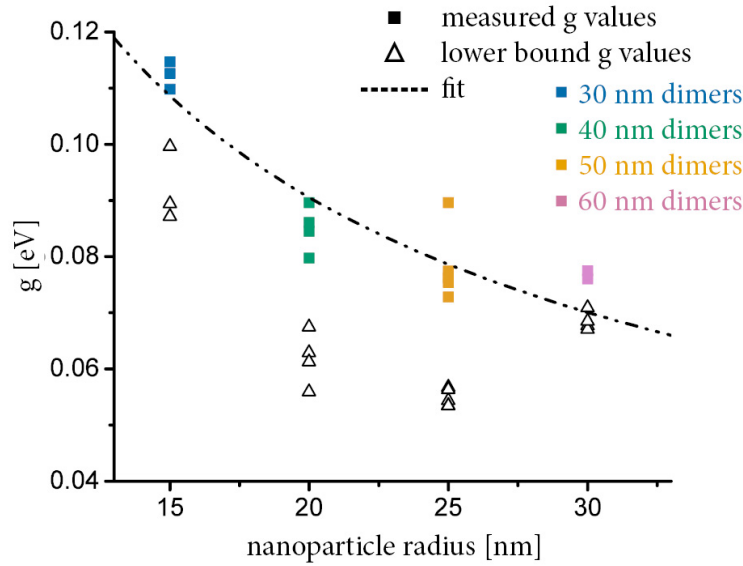 measured g values
lower bound g values
fit
30 nm dimers
40 nm dimers
50 nm dimers
60 nm dimers
g [eV]
0.12
0.10
0.08
0.06
0.04
15
20
25
30
nanoparticle radius [nm]